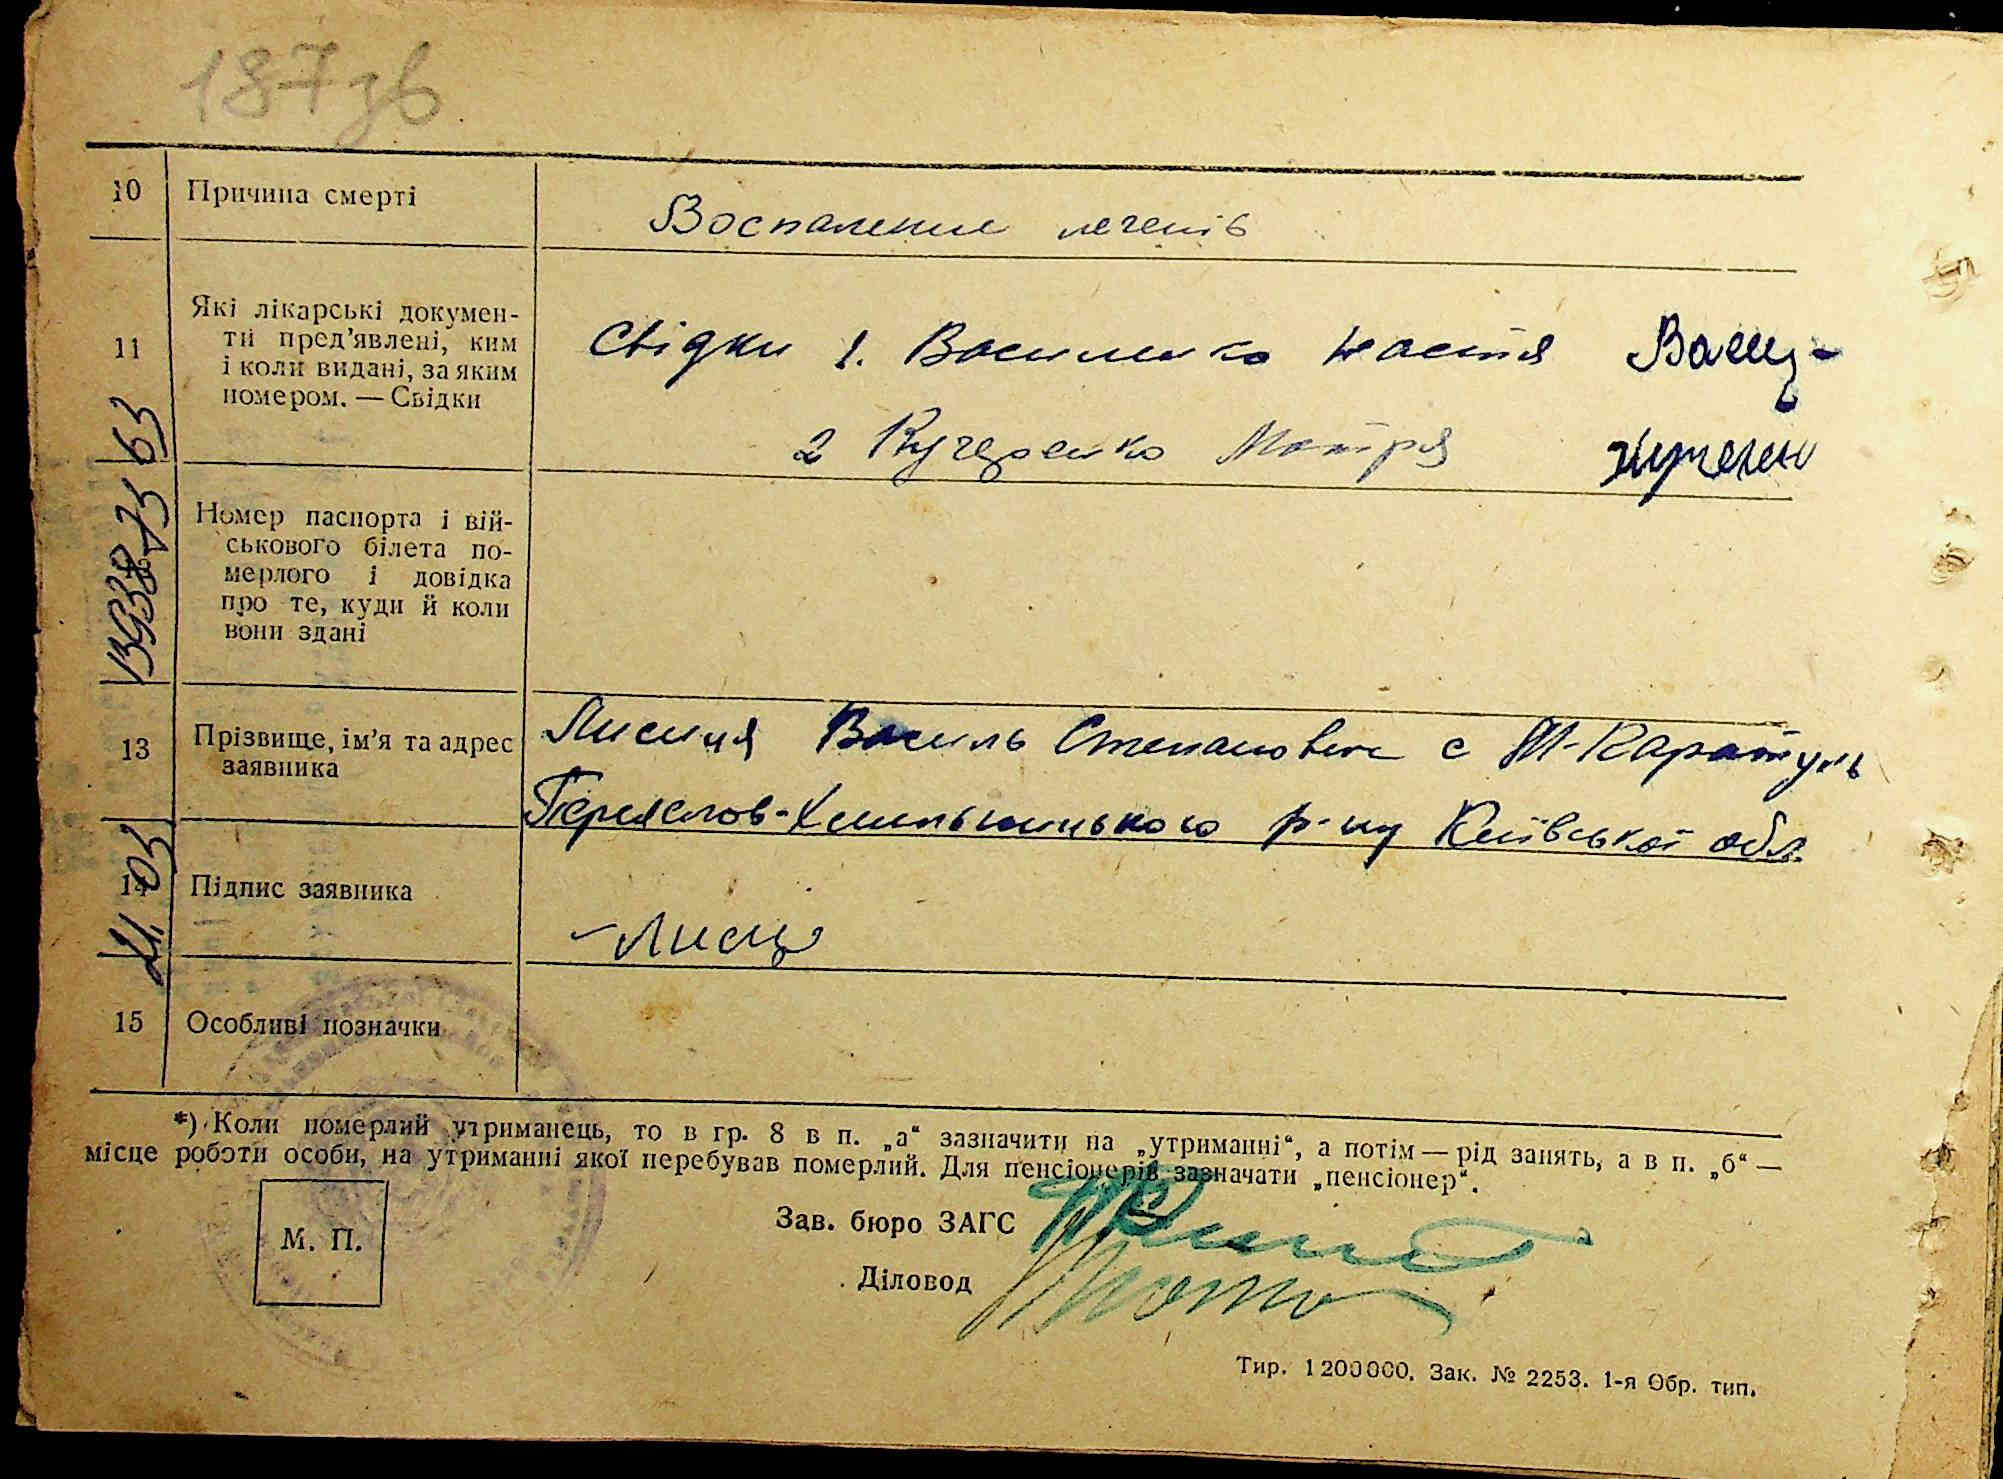 187зв
10 Причина смерті Воспаление легенів
11 Які лікарські докумен-
ти пред’явлені, ким
і коли видані, за яким
номером. — Свідки
Свідки 1. Василенко Настя
2 Кучеренко Мотря
Номер паспорта і вій-
ськового білета по-
мерлого і довідка
про те, куди й коли
вони здані
13 Прізвище, ім’я та адрес
заявника
Лисиця Василь Степанович с М-Каратуль
Переяслов-Хмельницького р-ну Київської обл.
14 Підпис заявника
15 Особливі позначки
*) Коли померлий утриманець, то в гр. 8 в п. „а“ зазначити на „утриманні“, а потім — рід занять, а в п. „б“ —
місце роботи особи, на утриманні якої перебував померлий. Для пенсіонерів зазначати „пенсіонер“.
М. П.
Зав. бюро ЗАГС
Діловод
Тир. 1200000. Зак. № 2253. 1-я Обр. тип.